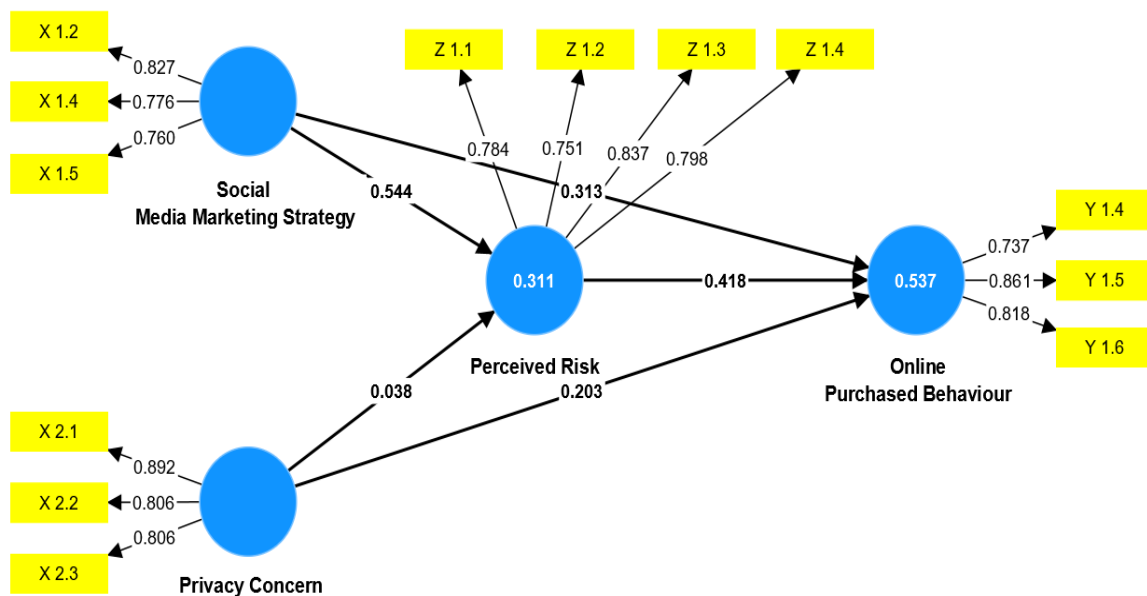 X 1.2
X 1.4
X 1.5
0.827
0.776
0.760
Social
Media Marketing Strategy
Z 1.1
Z 1.2
Z 1.3
Z 1.4
0.784
0.751
0.837
0.798
0.544
0.313
0.311
Perceived Risk
0.418
0.038
0.203
0.537
Online
Purchased Behaviour
Y 1.4
Y 1.5
Y 1.6
0.737
0.861
0.818
X 2.1
X 2.2
X 2.3
0.892
0.806
0.806
Privacy Concern